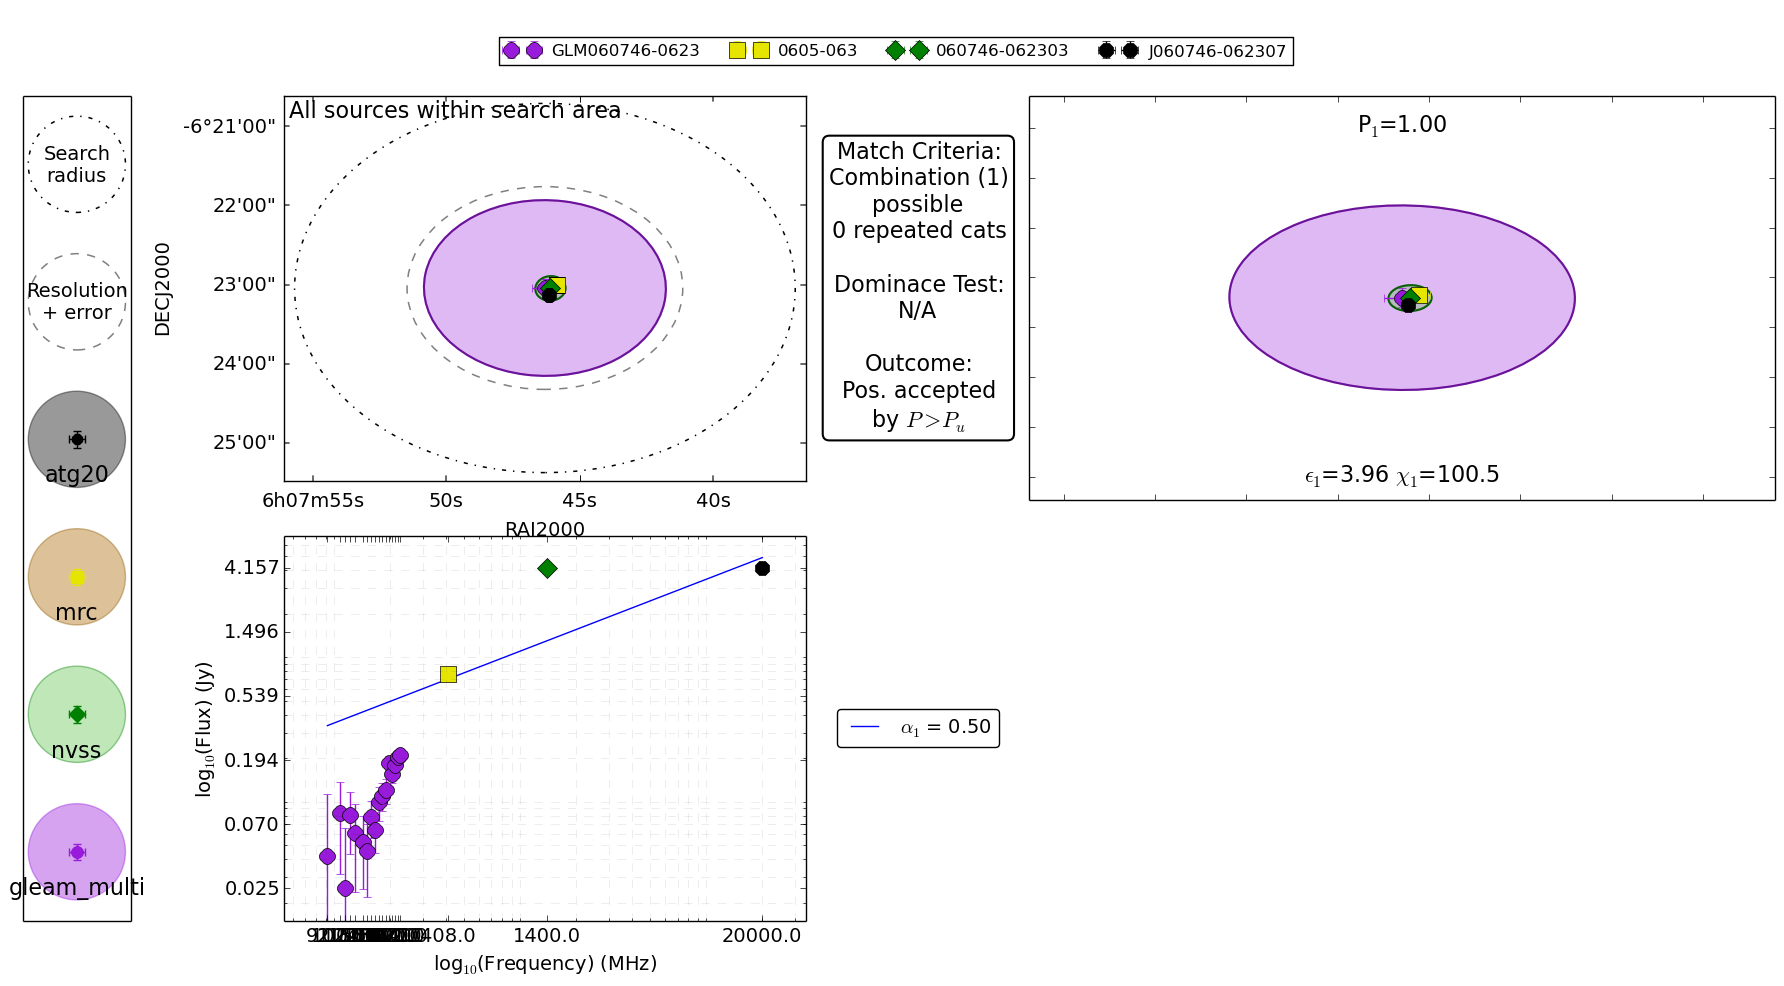 GLM060746-0623 0605-063 060746-062303 J060746-062307
Search
radius
Resolution
+ error
atg20
mrc
nvss
gleam_multi
All sources within search area
-6°21'00"
22'00"
23'00"
24'00"
25'00"
DECJ2000
6h07m55s 50s 45s 40s
RAJ2000
Match Criteria:
Combination (1)
possible
0 repeated cats
Dominace Test:
N/A
Outcome:
Pos. accepted
by P>Pᵤ
P₁=1.00
ϵ₁=3.96 χ₁=100.5
4.157
1.496
0.539
0.194
0.070
0.025
log₁₀(Flux) (Jy)
408.0 1400.0 20000.0
log₁₀(Frequency) (MHz)
α₁ = 0.50